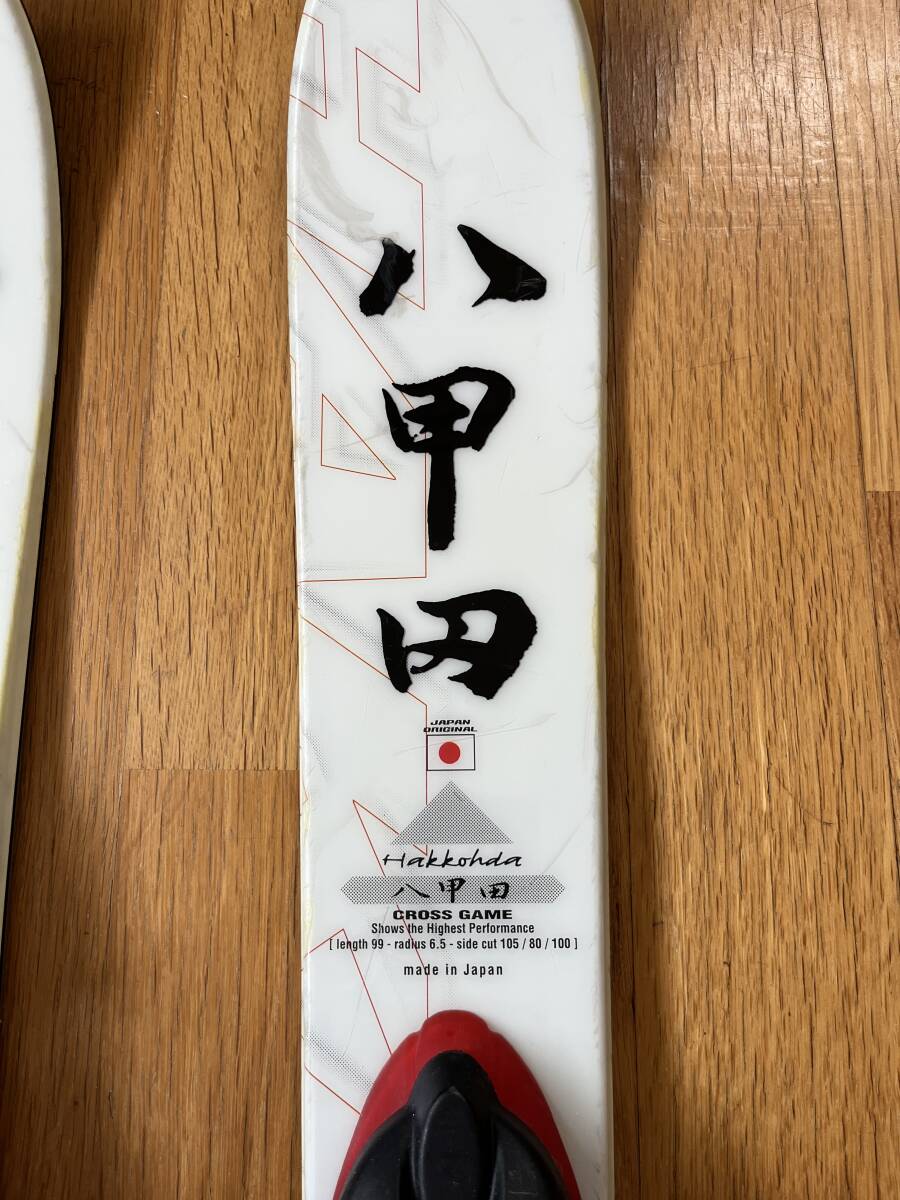 八甲田
JAPAN
ORIGINAL
Hakkohda
八甲田
CROSS GAME
Shows the Highest Performance
[ length 99 - radius 6.5 - side cut 105 / 80 / 100 ]
made in Japan